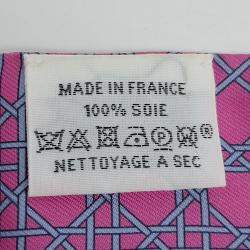 MADE IN FRANCE
100% SOIE
P ®
NETTOYAGE A SEC